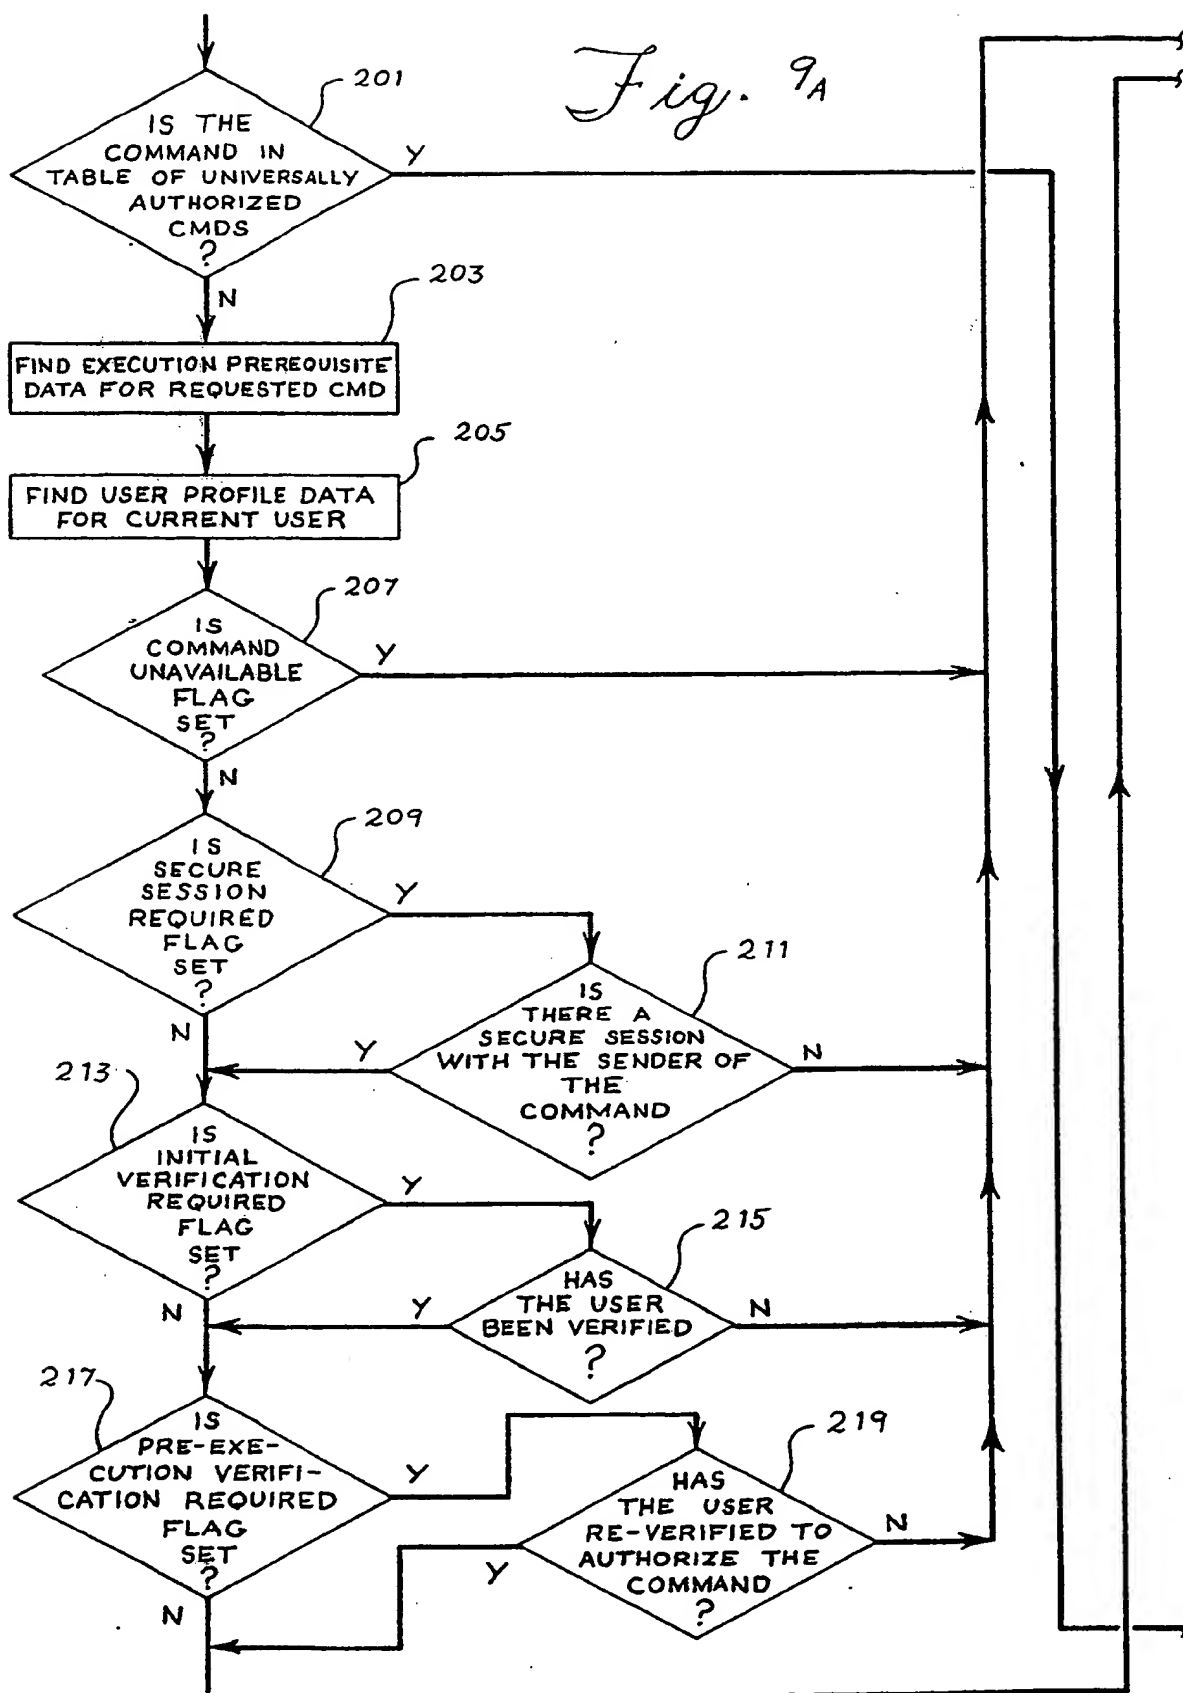 Fig. 9A
201
IS THE
COMMAND IN
TABLE OF UNIVERSALLY
AUTHORIZED
CMDS
?
Y
N
203
FIND EXECUTION PREREQUISITE
DATA FOR REQUESTED CMD
205
FIND USER PROFILE DATA
FOR CURRENT USER
207
IS
COMMAND
UNAVAILABLE
FLAG
SET
?
Y
N
209
IS
SECURE
SESSION
REQUIRED
FLAG
SET
?
Y
N
211
IS
THERE A
SECURE SESSION
WITH THE SENDER OF
THE
COMMAND
?
Y
N
213
IS
INITIAL
VERIFICATION
REQUIRED
FLAG
SET
?
Y
N
215
HAS
THE USER
BEEN VERIFIED
?
Y
N
217
IS
PRE-EXE-
CUTION VERIFI-
CATION REQUIRED
FLAG
SET
?
Y
N
219
HAS
THE USER
RE-VERIFIED TO
AUTHORIZE THE
COMMAND
?
Y
N